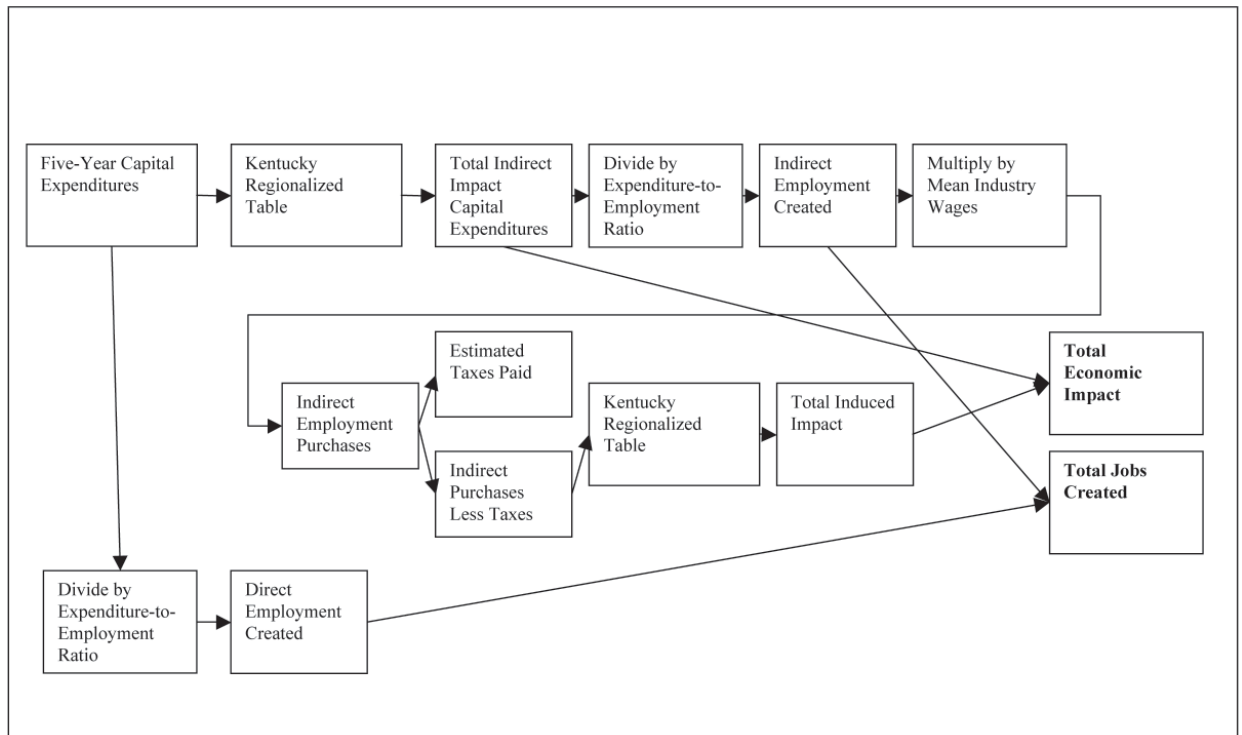 Five-Year Capital
Expenditures
Kentucky
Regionalized
Table
Total Indirect
Impact
Capital
Expenditures
Divide by
Expenditure-to-
Employment
Ratio
Indirect
Employment
Created
Multiply by
Mean Industry
Wages
Estimated
Taxes Paid
Indirect
Employment
Purchases
Indirect
Purchases
Less Taxes
Kentucky
Regionalized
Table
Total Induced
Impact
Total
Economic
Impact
Total Jobs
Created
Divide by
Expenditure-to-
Employment
Ratio
Direct
Employment
Created